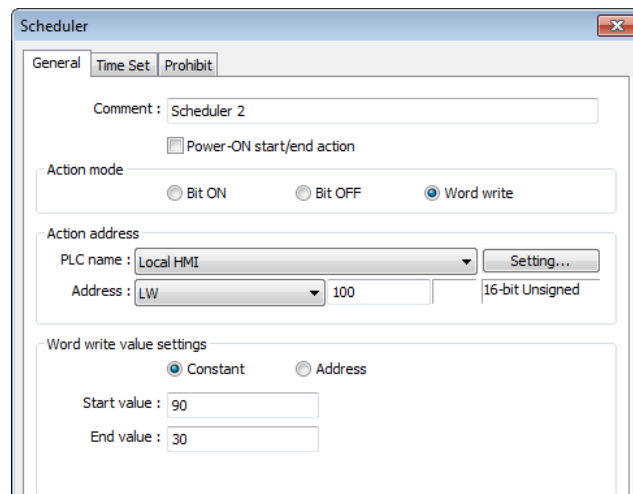 Scheduler
General Time Set Prohibit
Comment : Scheduler 2
Power-ON start/end action
Action mode
Bit ON Bit OFF Word write
Action address
PLC name : Local HMI Setting...
Address : LW 100 16-bit Unsigned
Word write value settings
Constant Address
Start value : 90
End value : 30